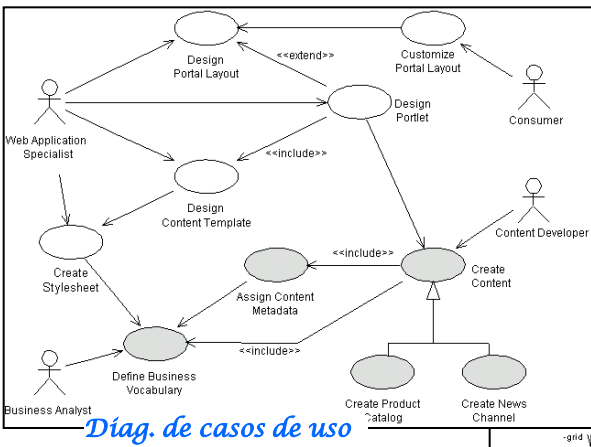 Design
Portal Layout
<<extend>>
Customize
Portal Layout
Web Application
Specialist
Design
Portlet
Consumer
<<include>>
Design
Content Template
Content Developer
Create
Stylesheet
<<include>>
Assign Content
Metadata
Create
Content
<<include>>
Define Business
Vocabulary
Business Analyst
Create Product
Catalog
Create News
Channel
Diag. de casos de uso
-grid